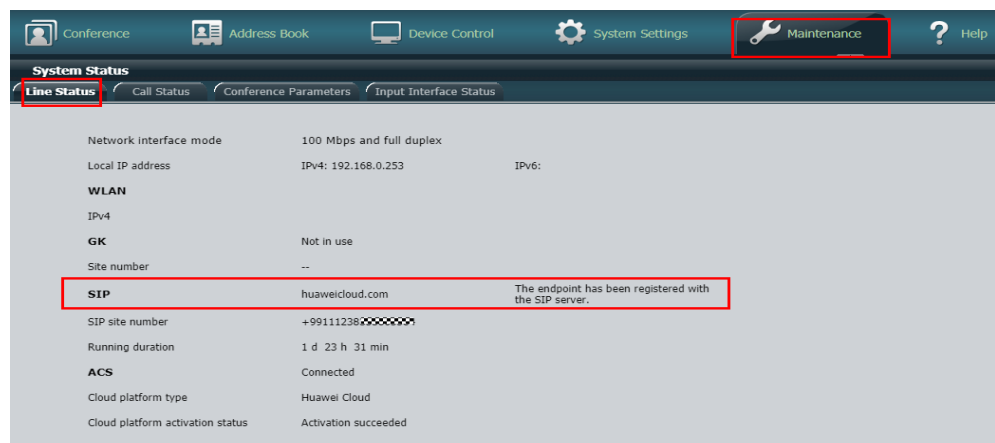 Conference Address Book Device Control System Settings Maintenance ? Help
System Status
Line Status Call Status Conference Parameters Input Interface Status
Network interface mode 100 Mbps and full duplex
Local IP address IPv4: 192.168.0.253 IPv6:
WLAN
IPv4
GK Not in use
Site number --
SIP huaweicloud.com The endpoint has been registered with
the SIP server.
SIP site number +99111238
Running duration 1 d 23 h 31 min
ACS Connected
Cloud platform type Huawei Cloud
Cloud platform activation status Activation succeeded